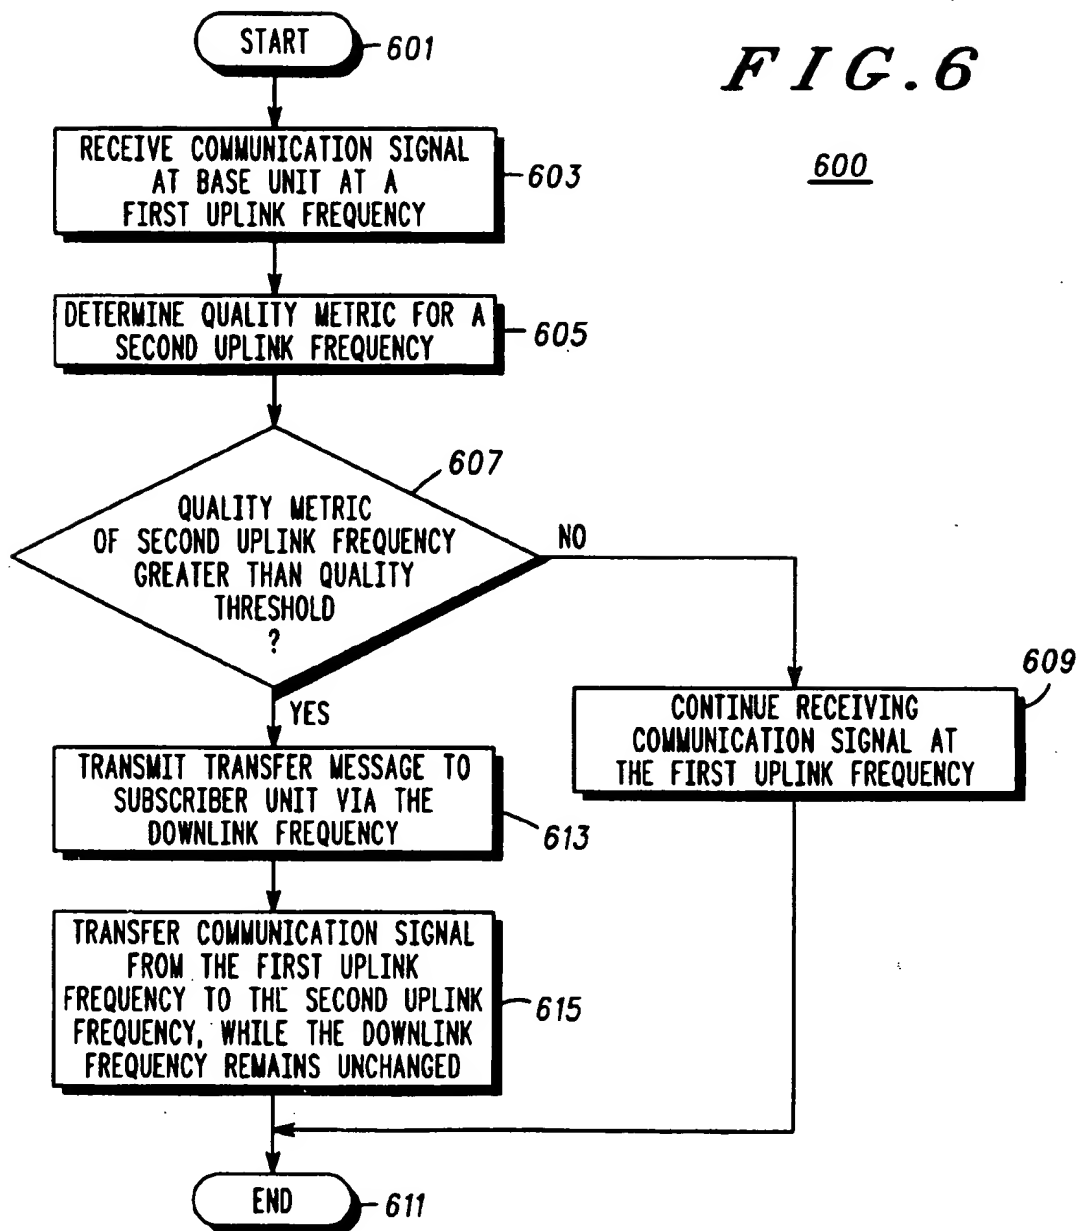 START
601
FIG.6
600
RECEIVE COMMUNICATION SIGNAL
AT BASE UNIT AT A
FIRST UPLINK FREQUENCY
603
DETERMINE QUALITY METRIC FOR A
SECOND UPLINK FREQUENCY
605
607
QUALITY METRIC
OF SECOND UPLINK FREQUENCY
GREATER THAN QUALITY
THRESHOLD
?
NO
YES
609
CONTINUE RECEIVING
COMMUNICATION SIGNAL AT
THE FIRST UPLINK FREQUENCY
TRANSMIT TRANSFER MESSAGE TO
SUBSCRIBER UNIT VIA THE
DOWNLINK FREQUENCY
613
TRANSFER COMMUNICATION SIGNAL
FROM THE FIRST UPLINK
FREQUENCY TO THE SECOND UPLINK
FREQUENCY, WHILE THE DOWNLINK
FREQUENCY REMAINS UNCHANGED
615
END
611